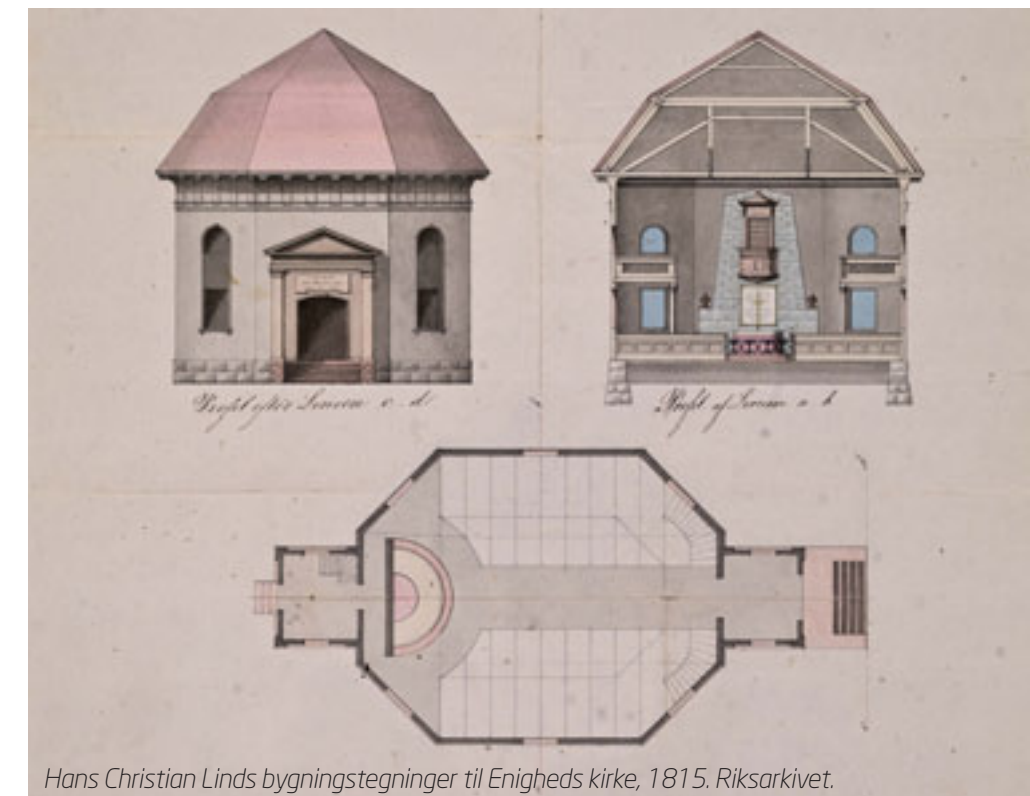 Profil efter Linien c-d.
Profil af Linien a b
Hans Christian Linds bygningstegninger til Enigheds kirke, 1815. Riksarkivet.